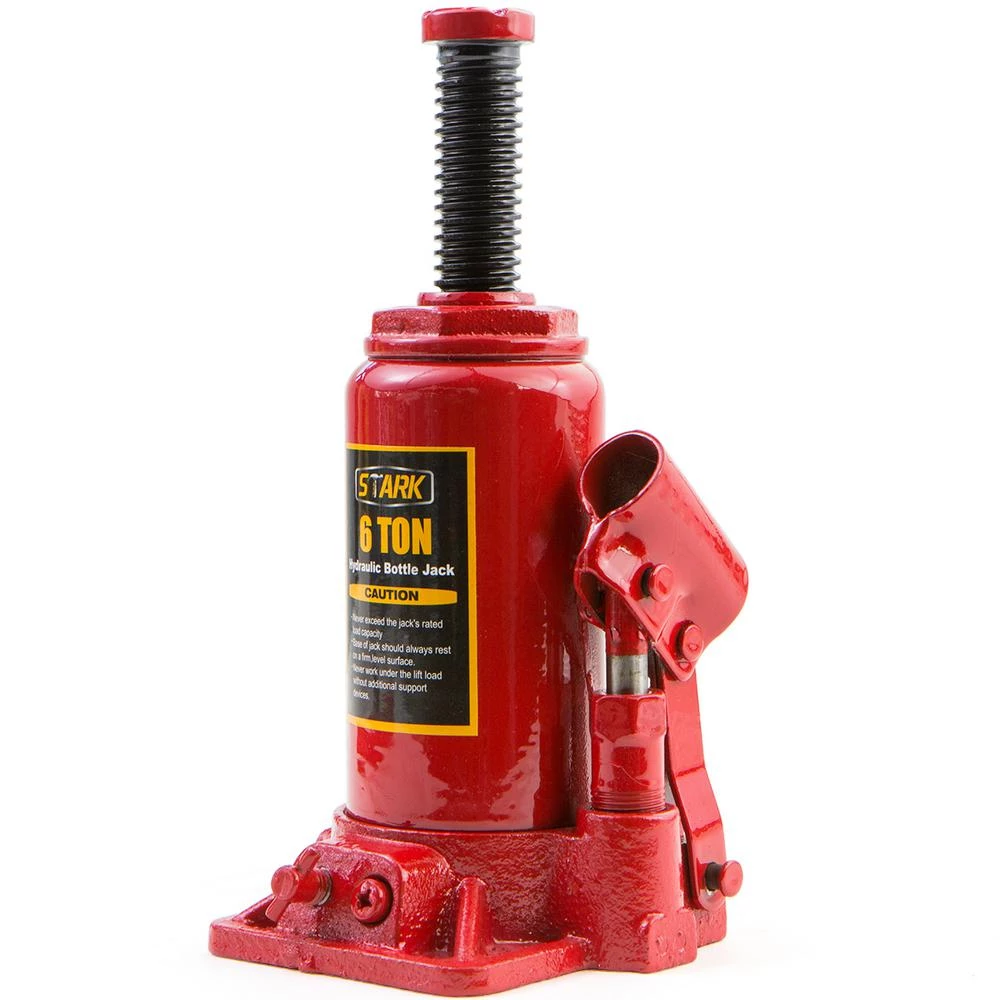 STARK
6 TON
Hydraulic Bottle Jack
CAUTION
-Never exceed the jack's rated
load capacity
-Base of jack should always rest
on a firm,level surface.
-Never work under the lift load
without additional support
devices.